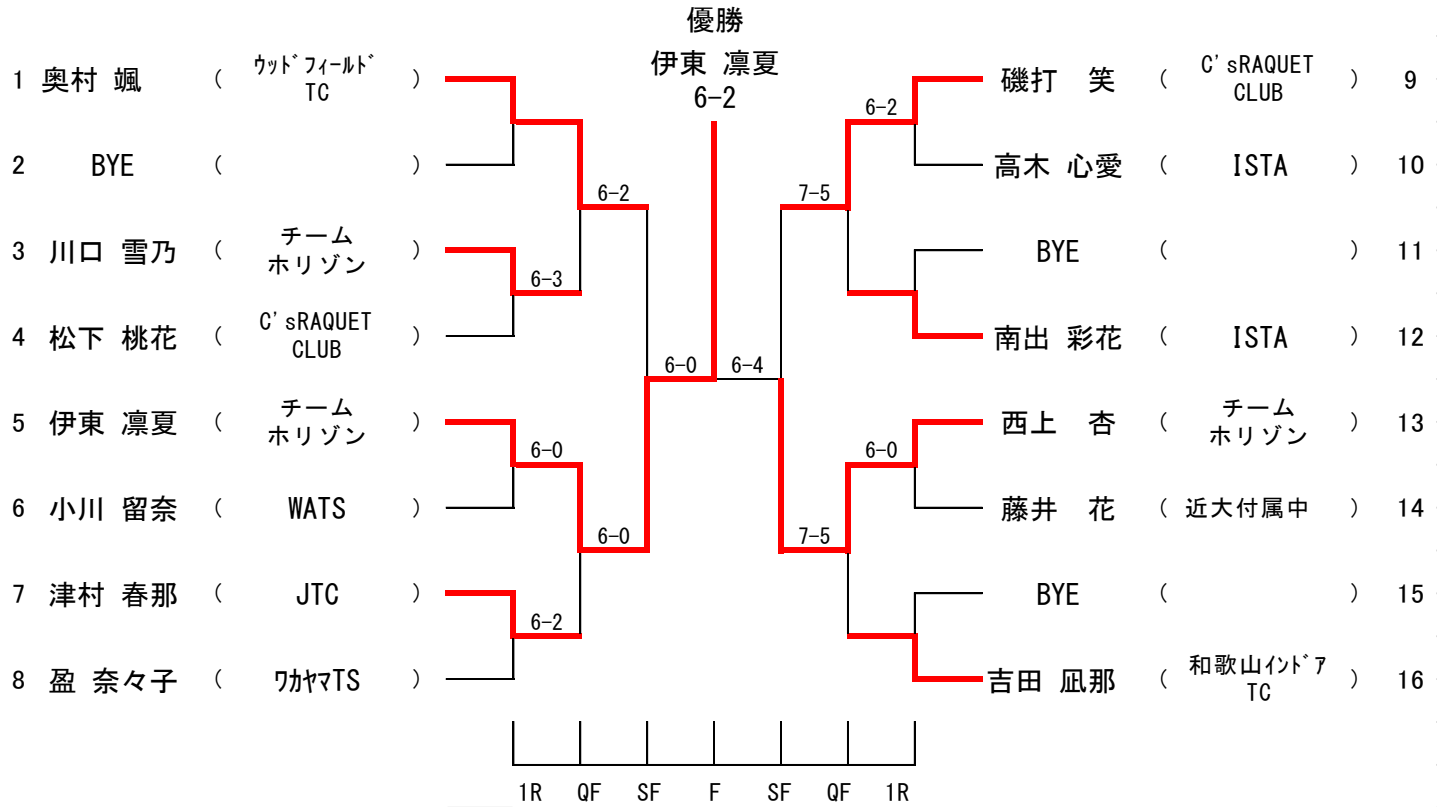 優勝
伊東 凛夏
6-2
1 奥村 颯 ( ｳｯﾄﾞﾌｨｰﾙﾄﾞ TC )
2 BYE ( )
3 川口 雪乃 ( チーム ホリゾン )
4 松下 桃花 ( C'sRAQUET CLUB )
5 伊東 凛夏 ( チーム ホリゾン )
6 小川 留奈 ( WATS )
7 津村 春那 ( JTC )
8 盈 奈々子 ( ﾜｶﾔﾏTS )
6-3
6-0
6-2
6-2
6-0
6-0
6-4
7-5
7-5
6-2
6-0
磯打 笑 ( C'sRAQUET CLUB ) 9
高木 心愛 ( ISTA ) 10
BYE ( ) 11
南出 彩花 ( ISTA ) 12
西上 杏 ( チーム ホリゾン ) 13
藤井 花 ( 近大付属中 ) 14
BYE ( ) 15
吉田 凪那 ( 和歌山ｲﾝﾄﾞｱ TC ) 16
1R QF SF F SF QF 1R